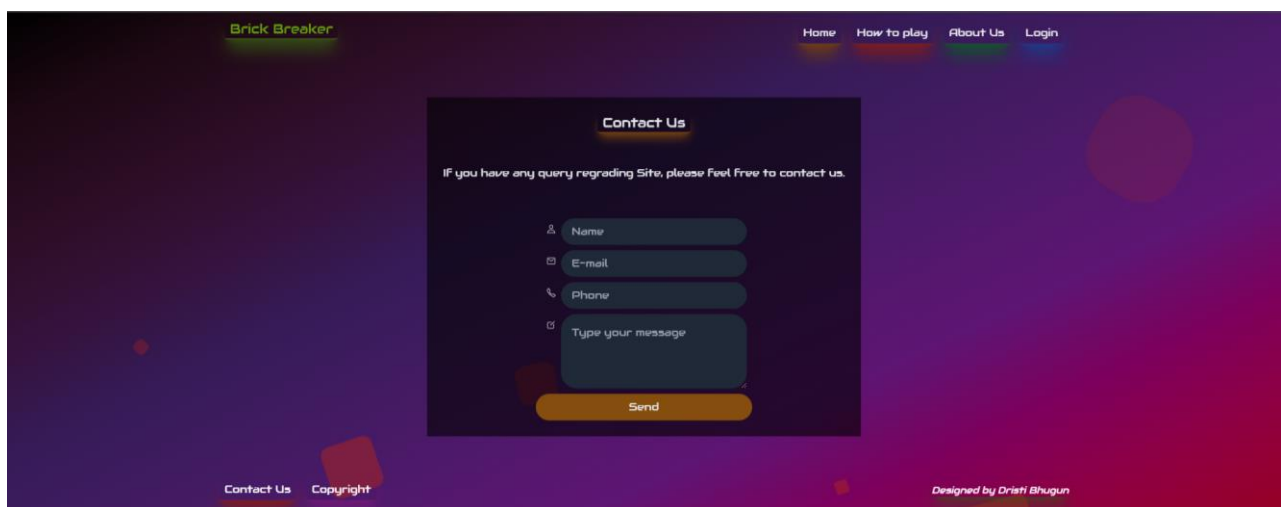 Brick Breaker
Home How to play About Us Login
Contact Us
If you have any query regrading Site, please feel free to contact us.
Name
E-mail
Phone
Type your message
Send
Contact Us Copyright
Designed by Dristi Bhugun